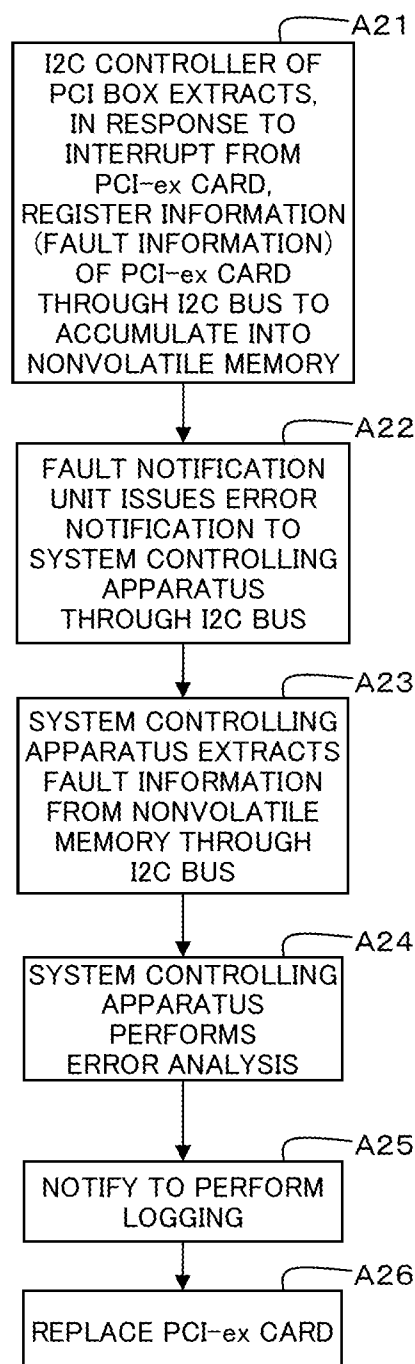 A21
I2C CONTROLLER OF
PCI BOX EXTRACTS,
IN RESPONSE TO
INTERRUPT FROM
PCI-ex CARD,
REGISTER INFORMATION
(FAULT INFORMATION)
OF PCI-ex CARD
THROUGH I2C BUS TO
ACCUMULATE INTO
NONVOLATILE MEMORY
A22
FAULT NOTIFICATION
UNIT ISSUES ERROR
NOTIFICATION TO
SYSTEM CONTROLLING
APPARATUS
THROUGH I2C BUS
A23
SYSTEM CONTROLLING
APPARATUS EXTRACTS
FAULT INFORMATION
FROM NONVOLATILE
MEMORY THROUGH
I2C BUS
A24
SYSTEM CONTROLLING
APPARATUS
PERFORMS
ERROR ANALYSIS
A25
NOTIFY TO PERFORM
LOGGING
A26
REPLACE PCI-ex CARD